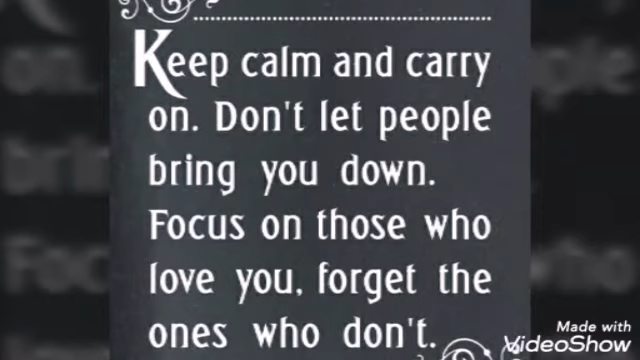 Keep calm and carry
on. Don't let people
bring you down.
Focus on those who
love you, forget the
ones who don't.
Made with
VideoShow